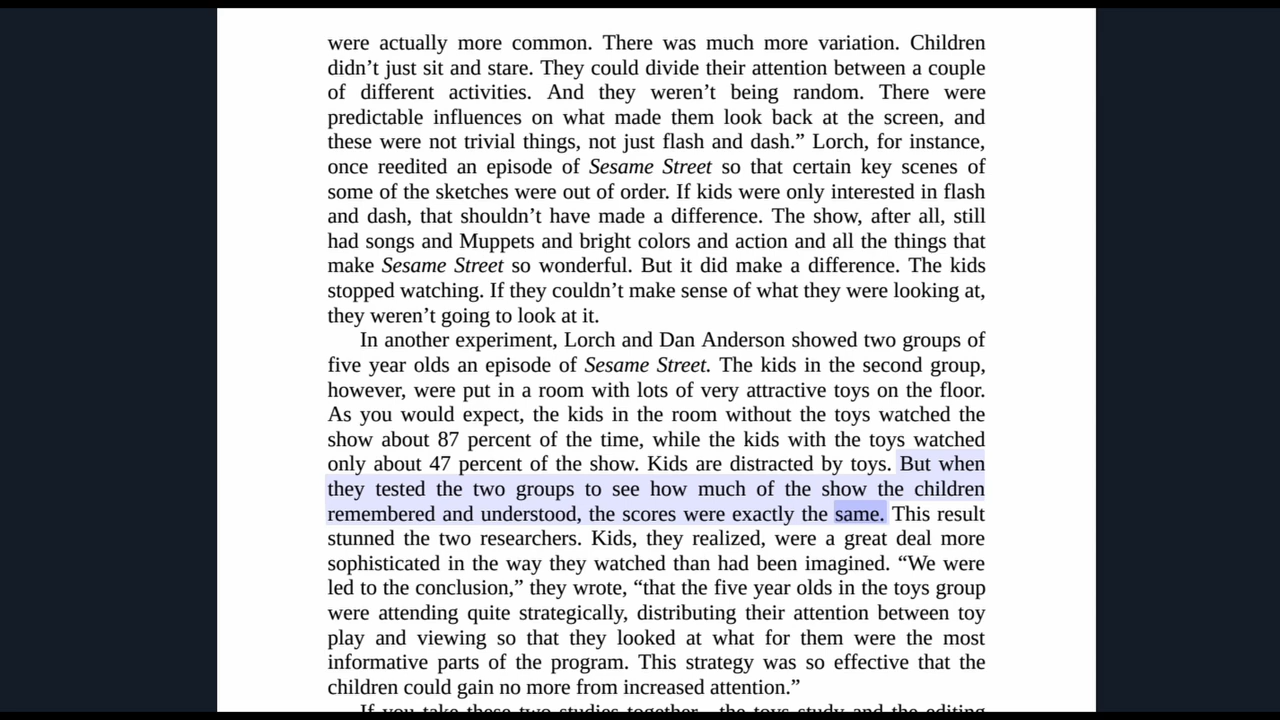 were actually more common. There was much more variation. Children
didn’t just sit and stare. They could divide their attention between a couple
of different activities. And they weren’t being random. There were
predictable influences on what made them look back at the screen, and
these were not trivial things, not just flash and dash.” Lorch, for instance,
once reedited an episode of Sesame Street so that certain key scenes of
some of the sketches were out of order. If kids were only interested in flash
and dash, that shouldn’t have made a difference. The show, after all, still
had songs and Muppets and bright colors and action and all the things that
make Sesame Street so wonderful. But it did make a difference. The kids
stopped watching. If they couldn’t make sense of what they were looking at,
they weren’t going to look at it.
In another experiment, Lorch and Dan Anderson showed two groups of
five year olds an episode of Sesame Street. The kids in the second group,
however, were put in a room with lots of very attractive toys on the floor.
As you would expect, the kids in the room without the toys watched the
show about 87 percent of the time, while the kids with the toys watched
only about 47 percent of the show. Kids are distracted by toys. But when
they tested the two groups to see how much of the show the children
remembered and understood, the scores were exactly the same. This result
stunned the two researchers. Kids, they realized, were a great deal more
sophisticated in the way they watched than had been imagined. “We were
led to the conclusion,” they wrote, “that the five year olds in the toys group
were attending quite strategically, distributing their attention between toy
play and viewing so that they looked at what for them were the most
informative parts of the program. This strategy was so effective that the
children could gain no more from increased attention.”
If you take these two studies together—the toys study and the editing